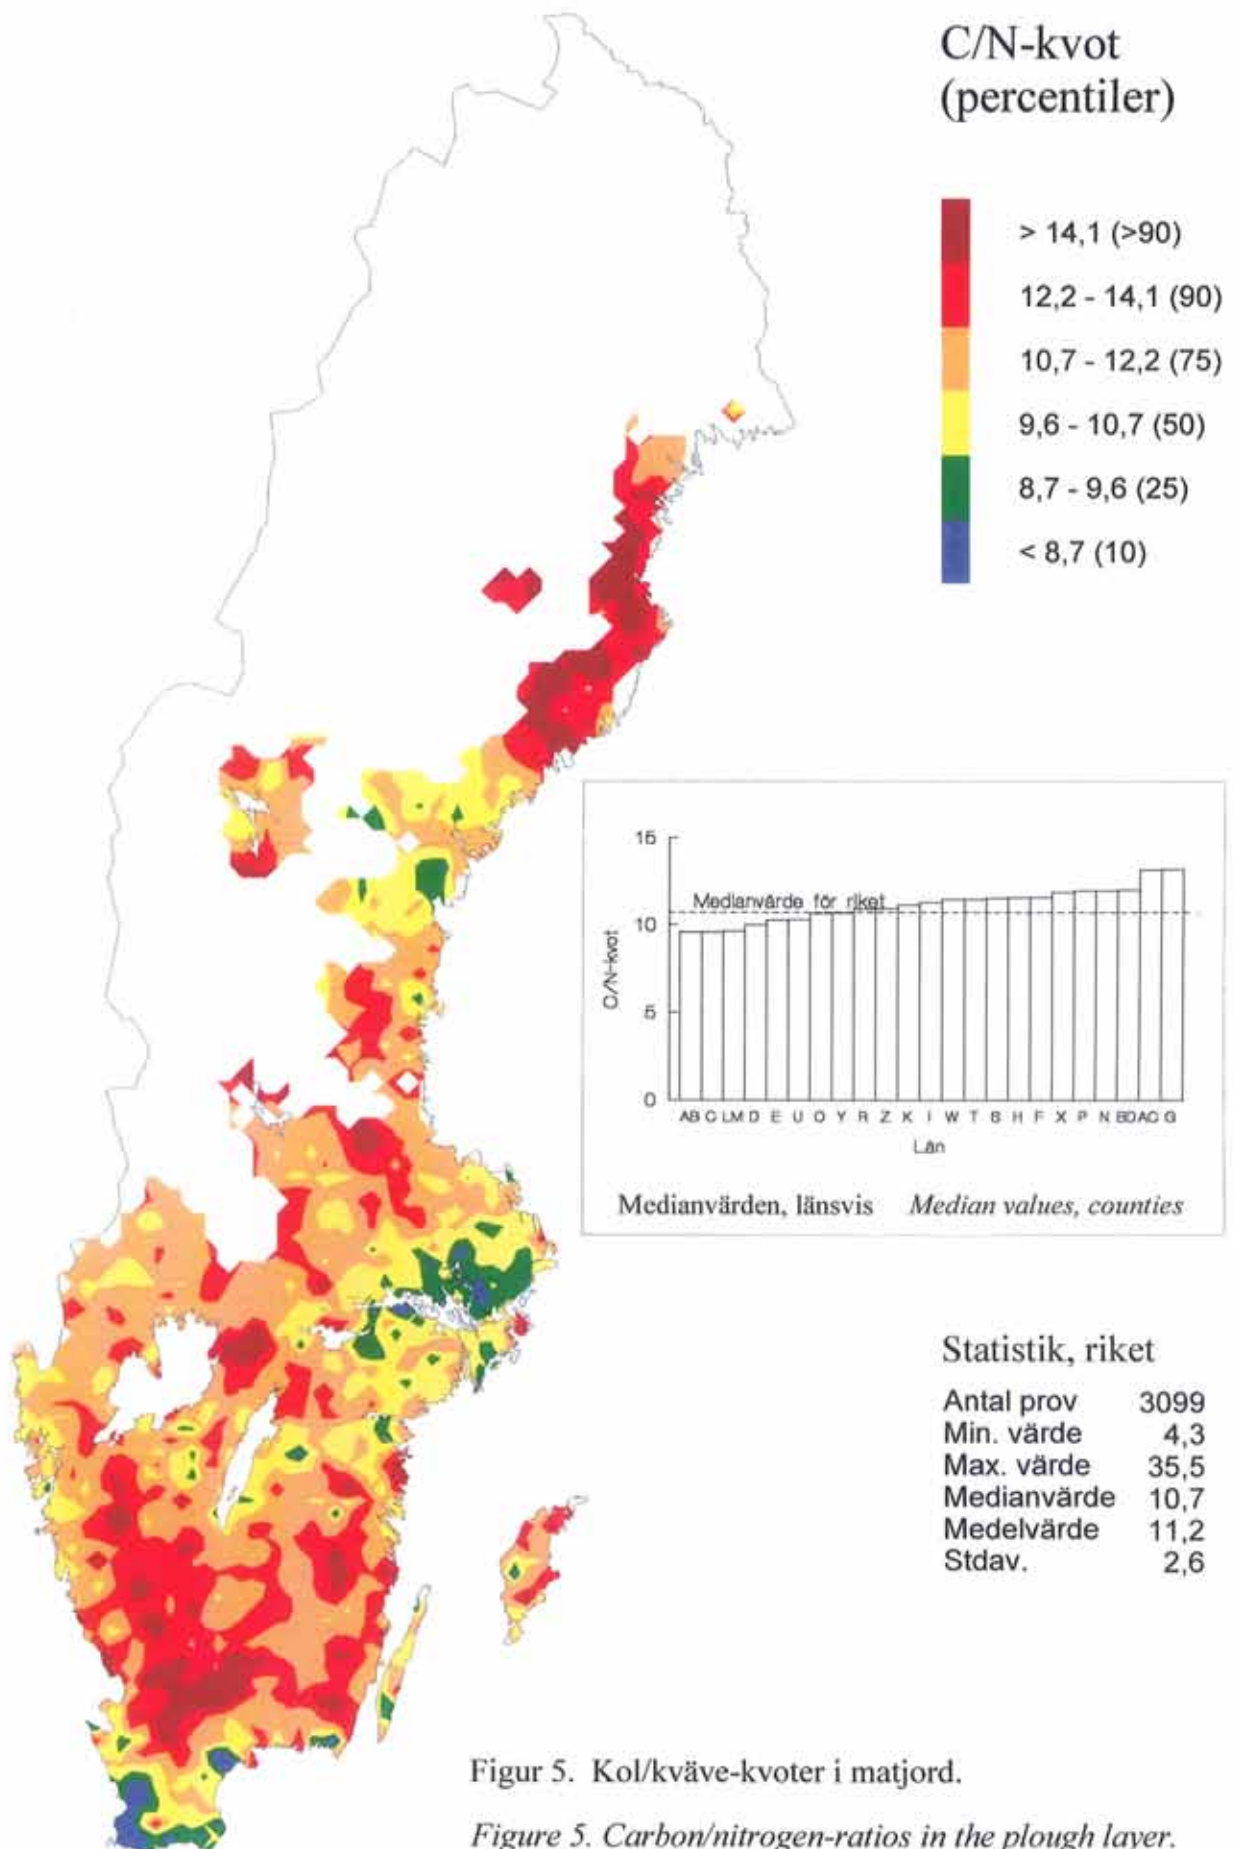 C/N-kvot
(percentiler)
> 14,1 (>90)
12,2 - 14,1 (90)
10,7 - 12,2 (75)
9,6 - 10,7 (50)
8,7 - 9,6 (25)
< 8,7 (10)
15
10
5
0
C/N-kvot
Medianvärde för riket
AB C LM D E U O Y R Z K I W T S H F X P N BD AC G
Län
Medianvärden, länsvis Median values, counties
Statistik, riket
Antal prov 3099
Min. värde 4,3
Max. värde 35,5
Medianvärde 10,7
Medelvärde 11,2
Stdav. 2,6
Figur 5. Kol/kväve-kvoter i matjord.
Figure 5. Carbon/nitrogen-ratios in the plough layer.